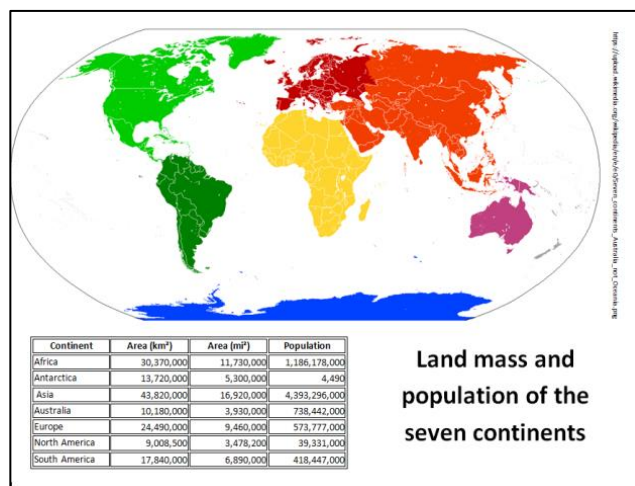 Continent Area (km²) Area (mi²) Population
Africa 30,370,000 11,730,000 1,186,178,000
Antarctica 13,720,000 5,300,000 4,490
Asia 43,820,000 16,920,000 4,393,296,000
Australia 10,180,000 3,930,000 738,442,000
Europe 24,490,000 9,460,000 573,777,000
North America 9,008,500 3,478,200 39,331,000
South America 17,840,000 6,890,000 418,447,000
Land mass and
population of the
seven continents